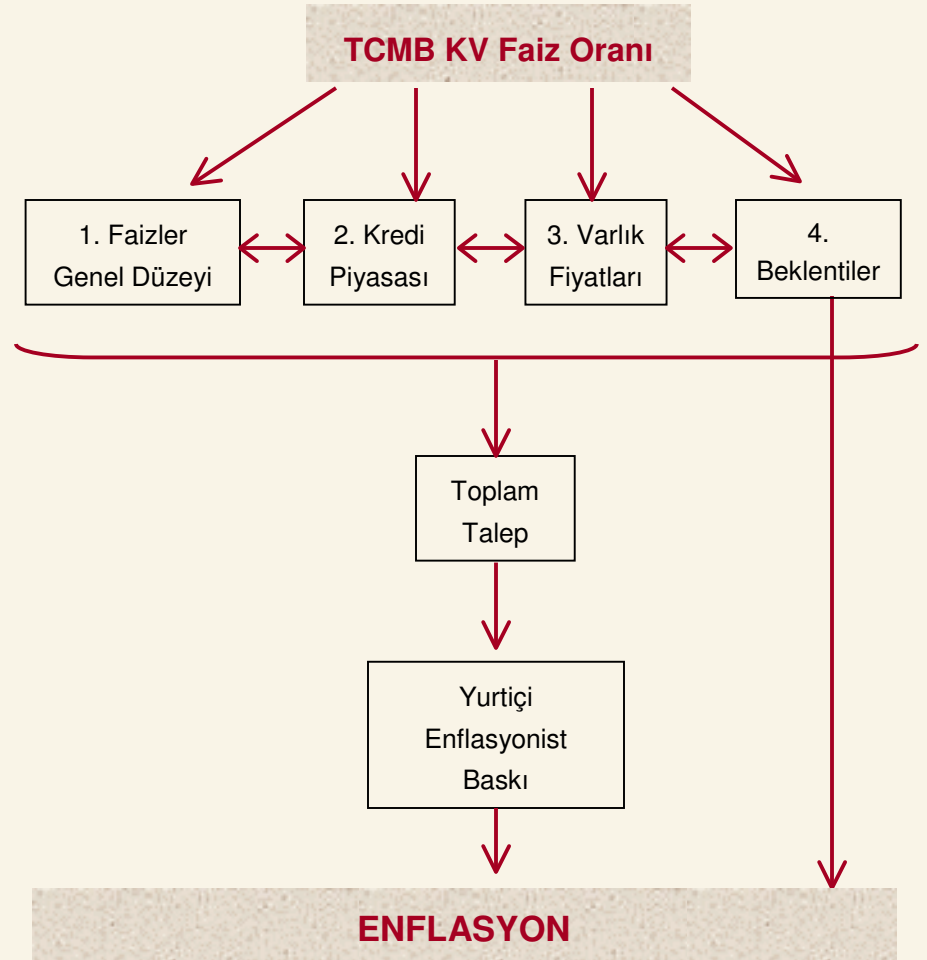 TCMB KV Faiz Oranı
1. Faizler
Genel Düzeyi
2. Kredi
Piyasası
3. Varlık
Fiyatları
4.
Beklentiler
Toplam
Talep
Yurtiçi
Enflasyonist
Baskı
ENFLASYON